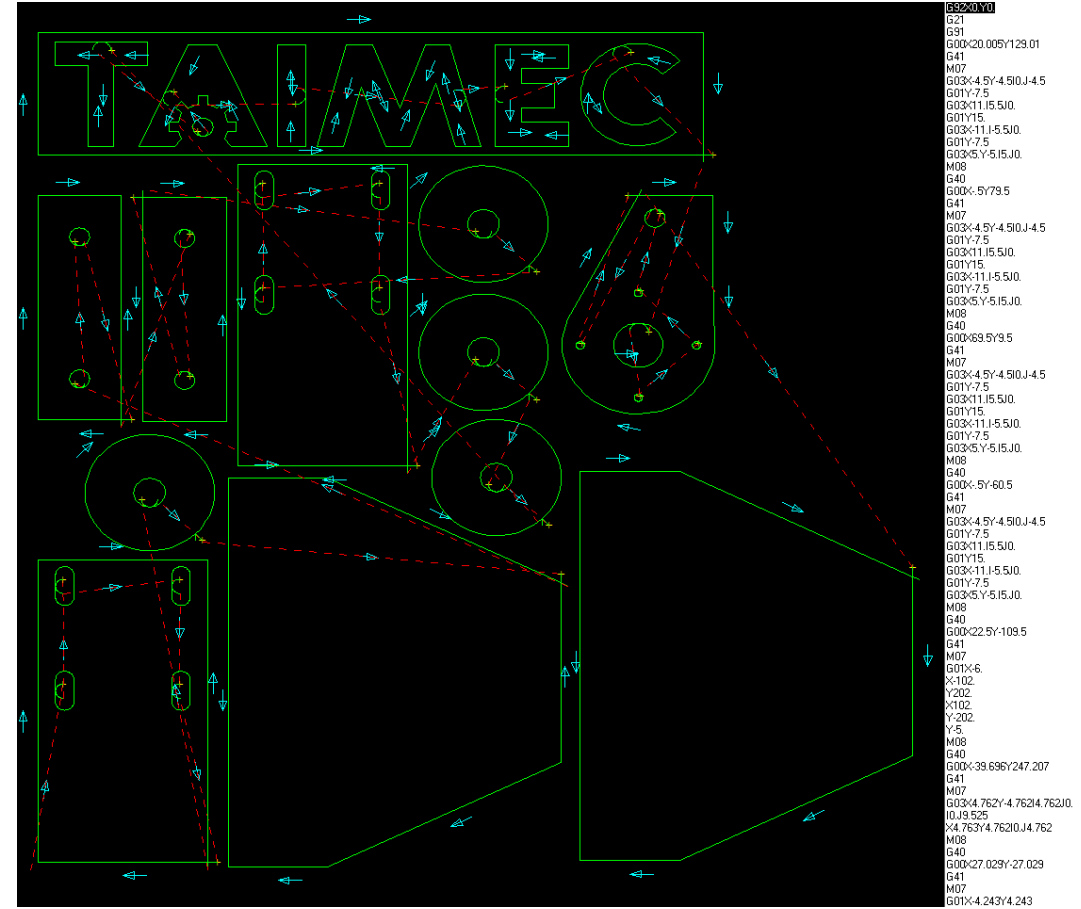 TAIMEC
G92X0.Y0.
G21
G91
G00X20.005Y129.01
G41
M07
G03X-4.5Y-4.5I0.J-4.5
G01Y-7.5
G03X11.I5.5J0.
G01Y15.
G03X-11.I-5.5J0.
G01Y-7.5
G03X5.Y-5.I5.J0.
M08
G40
G00X-.5Y79.5
G41
M07
G03X-4.5Y-4.5I0.J-4.5
G01Y-7.5
G03X11.I5.5J0.
G01Y15.
G03X-11.I-5.5J0.
G01Y-7.5
G03X5.Y-5.I5.J0.
M08
G40
G00X69.5Y9.5
G41
M07
G03X-4.5Y-4.5I0.J-4.5
G01Y-7.5
G03X11.I5.5J0.
G01Y15.
G03X-11.I-5.5J0.
G01Y-7.5
G03X5.Y-5.I5.J0.
M08
G40
G00X-.5Y-60.5
G41
M07
G03X-4.5Y-4.5I0.J-4.5
G01Y-7.5
G03X11.I5.5J0.
G01Y15.
G03X-11.I-5.5J0.
G01Y-7.5
G03X5.Y-5.I5.J0.
M08
G40
G00X22.5Y-109.5
G41
M07
G01X-6.
X-102.
Y202.
X102.
Y-202.
Y-5.
M08
G40
G00X-39.696Y247.207
G41
M07
G03X4.762Y-4.762I4.762J0.
I0.J9.525
X4.763Y4.762I0.J4.762
M08
G40
G00X27.029Y-27.029
G41
M07
G01X-4.243Y4.243